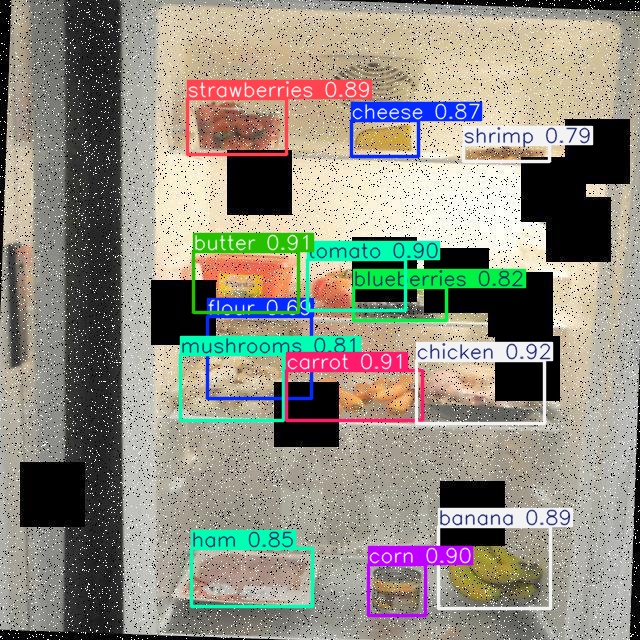 strawberries 0.89
cheese 0.87
shrimp 0.79
butter 0.91
tomato 0.90
blueberries 0.82
flour 0.69
mushrooms 0.81
carrot 0.91
chicken 0.92
banana 0.89
ham 0.85
corn 0.90